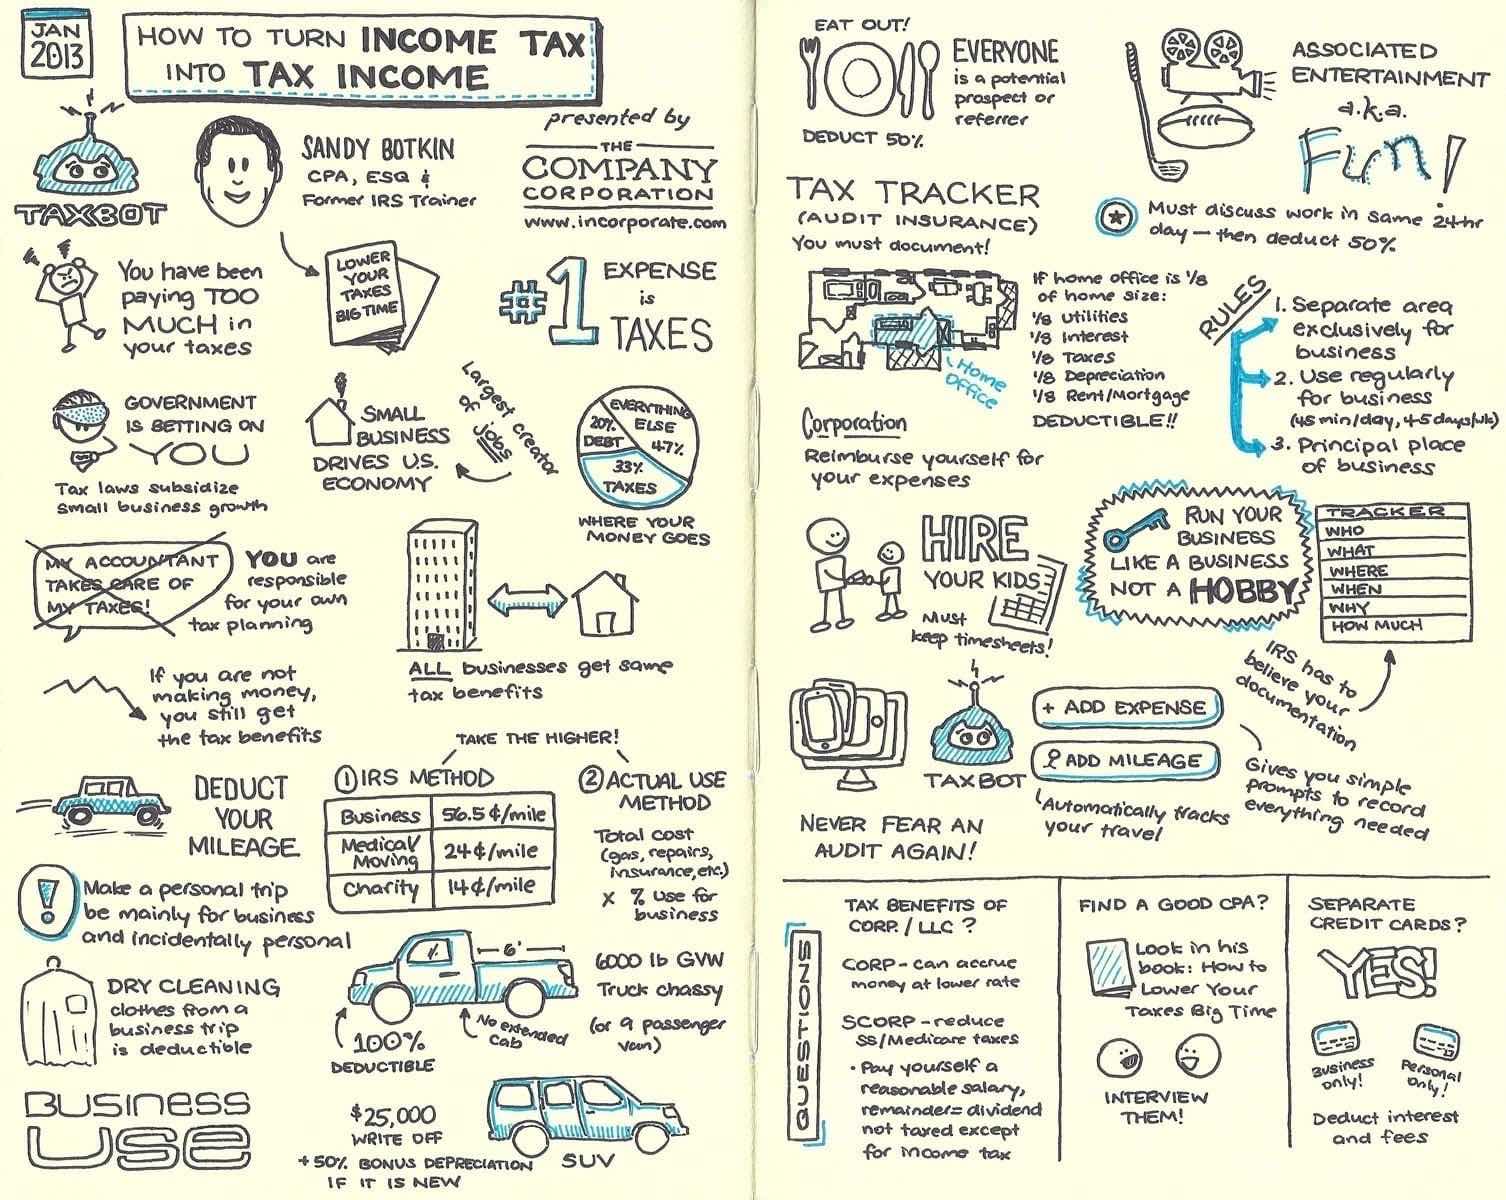 JAN
2013
HOW TO TURN INCOME TAX
INTO TAX INCOME
TAXBOT
SANDY BOTKIN
CPA, ESQ &
Former IRS Trainer
presented by
THE
COMPANY
CORPORATION
www.incorporate.com
You have been
paying TOO
MUCH in
your taxes
LOWER
YOUR
TAXES
BIG TIME
#1 EXPENSE
is
TAXES
GOVERNMENT
IS BETTING ON
YOU
Tax laws subsidize
small business growth
SMALL
BUSINESS
DRIVES U.S.
ECONOMY
Largest creator
of jobs
EVERYTHING
ELSE
47%
20%
DEBT
33%
TAXES
WHERE YOUR
MONEY GOES
MY ACCOUNTANT
TAKES CARE OF
MY TAXES!
YOU are
responsible
for your own
tax planning
ALL businesses get same
tax benefits
If you are not
making money,
you still get
the tax benefits
DEDUCT
YOUR
MILEAGE
TAKE THE HIGHER!
1 IRS METHOD
Business 56.5¢/mile
Medical/
Moving 24¢/mile
Charity 14¢/mile
2 ACTUAL USE
METHOD
Total cost
(gas, repairs,
insurance, etc.)
x % use for
business
Make a personal trip
be mainly for business
and incidentally personal
DRY CLEANING
clothes from a
business trip
is deductible
6'
100%
DEDUCTIBLE
No extended
cab
6000 lb GVW
Truck chassy
(or 9 passenger
van)
BUSINESS
USE
$25,000
WRITE OFF
+50% BONUS DEPRECIATION
IF IT IS NEW
SUV
EAT OUT!
DEDUCT 50%
EVERYONE
is a potential
prospect or
referrer
ASSOCIATED
ENTERTAINMENT
a.k.a.
Fun!
Must discuss work in same 24-hr
day — then deduct 50%
TAX TRACKER
(AUDIT INSURANCE)
You must document!
Home
Office
If home office is 1/8
of home size:
1/8 Utilities
1/8 Interest
1/8 Taxes
1/8 Depreciation
1/8 Rent/Mortgage
DEDUCTIBLE!!
RULES
1. Separate area
exclusively for
business
2. Use regularly
for business
(45 min/day, 4-5 days/wk)
3. Principal place
of business
Corporation
Reimburse yourself for
your expenses
HIRE
YOUR KIDS
Must
keep timesheets!
RUN YOUR
BUSINESS
LIKE A BUSINESS
NOT A HOBBY
TRACKER
WHO
WHAT
WHERE
WHEN
WHY
HOW MUCH
IRS has to
believe your
documentation
TAXBOT
+ ADD EXPENSE
ADD MILEAGE
Automatically tracks
your travel
Gives you simple
prompts to record
everything needed
NEVER FEAR AN
AUDIT AGAIN!
QUESTIONS
TAX BENEFITS OF
CORP./LLC?
CORP - can accrue
money at lower rate
SCORP - reduce
SS/Medicare taxes
• Pay yourself a
reasonable salary,
remainder = dividend
not taxed except
for income tax
FIND A GOOD CPA?
Look in his
book: How to
Lower Your
Taxes Big Time
INTERVIEW
THEM!
SEPARATE
CREDIT CARDS?
YES!
Business
only!
Personal
only!
Deduct interest
and fees